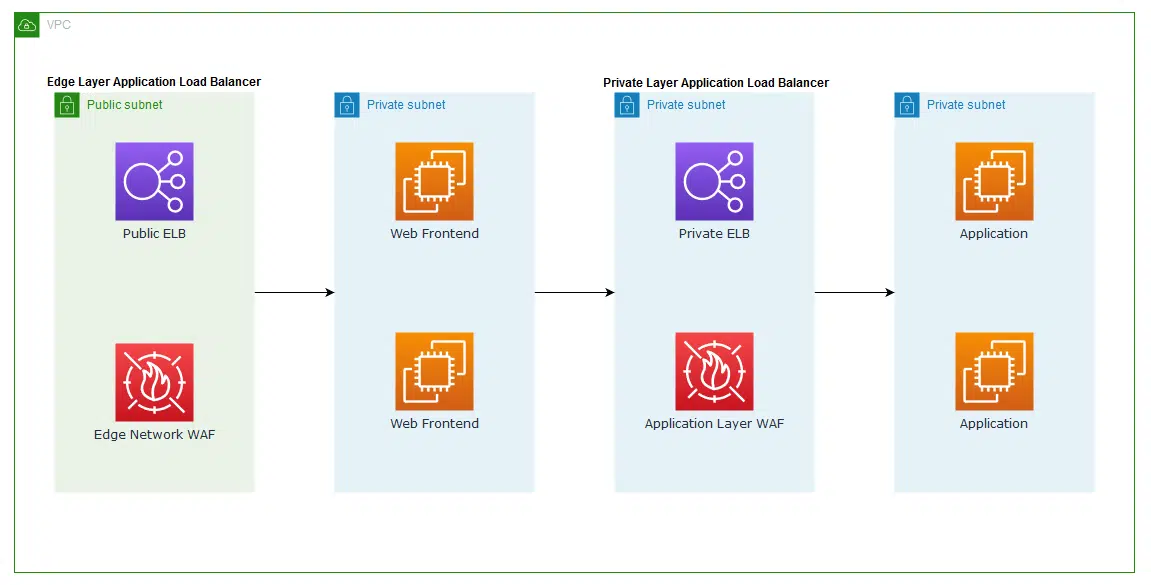 VPC
Edge Layer Application Load Balancer
Public subnet
Public ELB
Edge Network WAF
Private subnet
Web Frontend
Web Frontend
Private Layer Application Load Balancer
Private subnet
Private ELB
Application Layer WAF
Private subnet
Application
Application